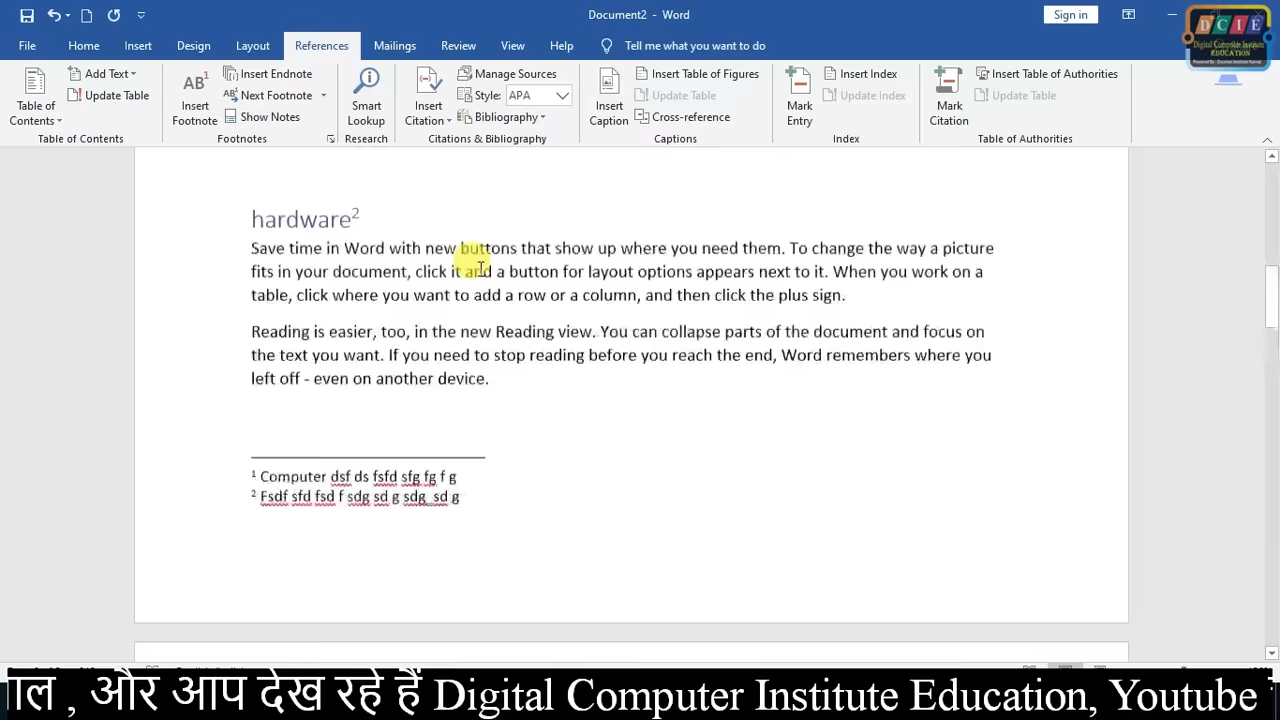 Document2 - Word
Sign in
DCIE
Digital Computer Institute
EDUCATION
File Home Insert Design Layout References Mailings Review View Help Tell me what you want to do
Table of Contents
Add Text
Update Table
Table of Contents
AB1
Insert Footnote
Insert Endnote
Next Footnote
Show Notes
Footnotes
Smart Lookup
Research
Insert Citation
Manage Sources
Style: APA
Bibliography
Citations & Bibliography
Insert Caption
Insert Table of Figures
Update Table
Cross-reference
Captions
Mark Entry
Insert Index
Update Index
Index
Mark Citation
Insert Table of Authorities
Update Table
Table of Authorities
hardware2
Save time in Word with new buttons that show up where you need them. To change the way a picture
fits in your document, click it and a button for layout options appears next to it. When you work on a
table, click where you want to add a row or a column, and then click the plus sign.
Reading is easier, too, in the new Reading view. You can collapse parts of the document and focus on
the text you want. If you need to stop reading before you reach the end, Word remembers where you
left off - even on another device.
1 Computer dsf ds fsfd sfg fg f g
2 Fsdf sfd fsd f sdg sd g sdg sd g
ाल , और आप देख रहे हैं Digital Computer Institute Education, Youtube